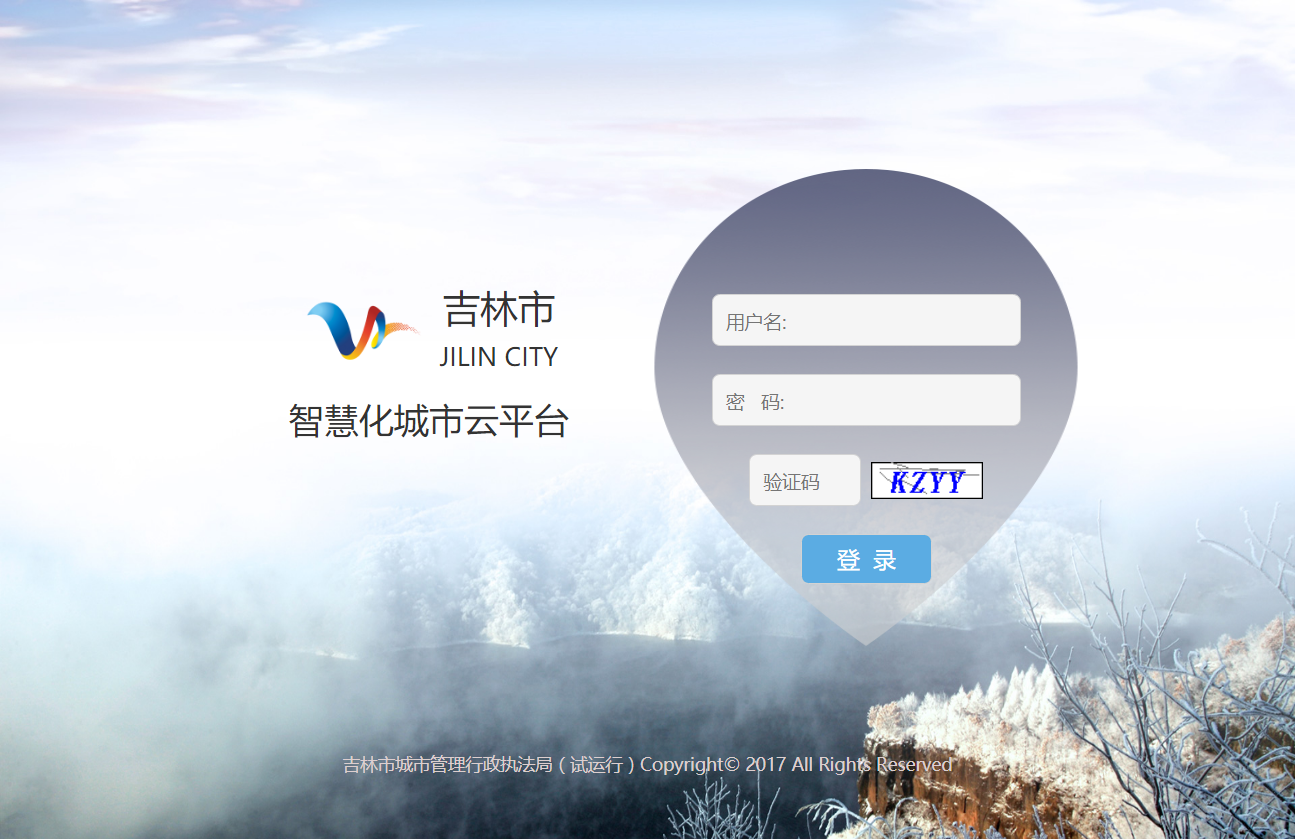 吉林市
JILIN CITY
智慧化城市云平台
用户名:
密 码:
验证码
KZYY
登 录
吉林市城市管理行政执法局 ( 试运行 ) Copyright© 2017 All Rights Reserved